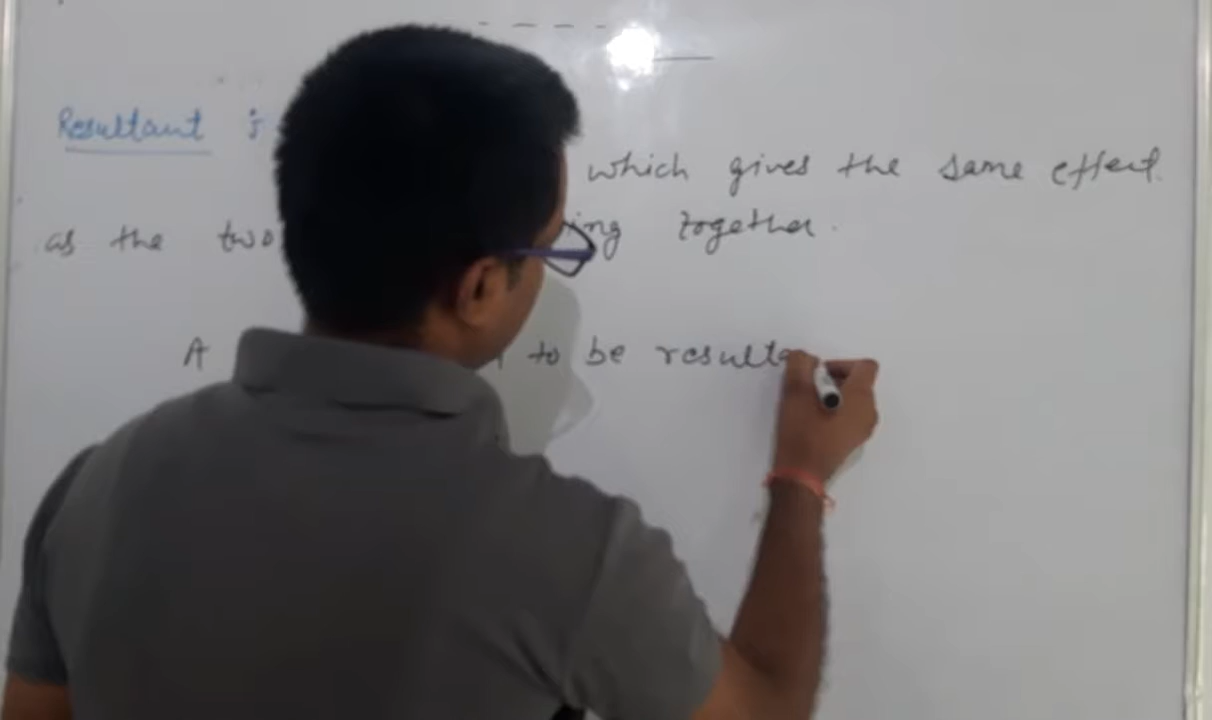 Resultant :
which gives the same effect.
as the two ing together.
A to be resulta